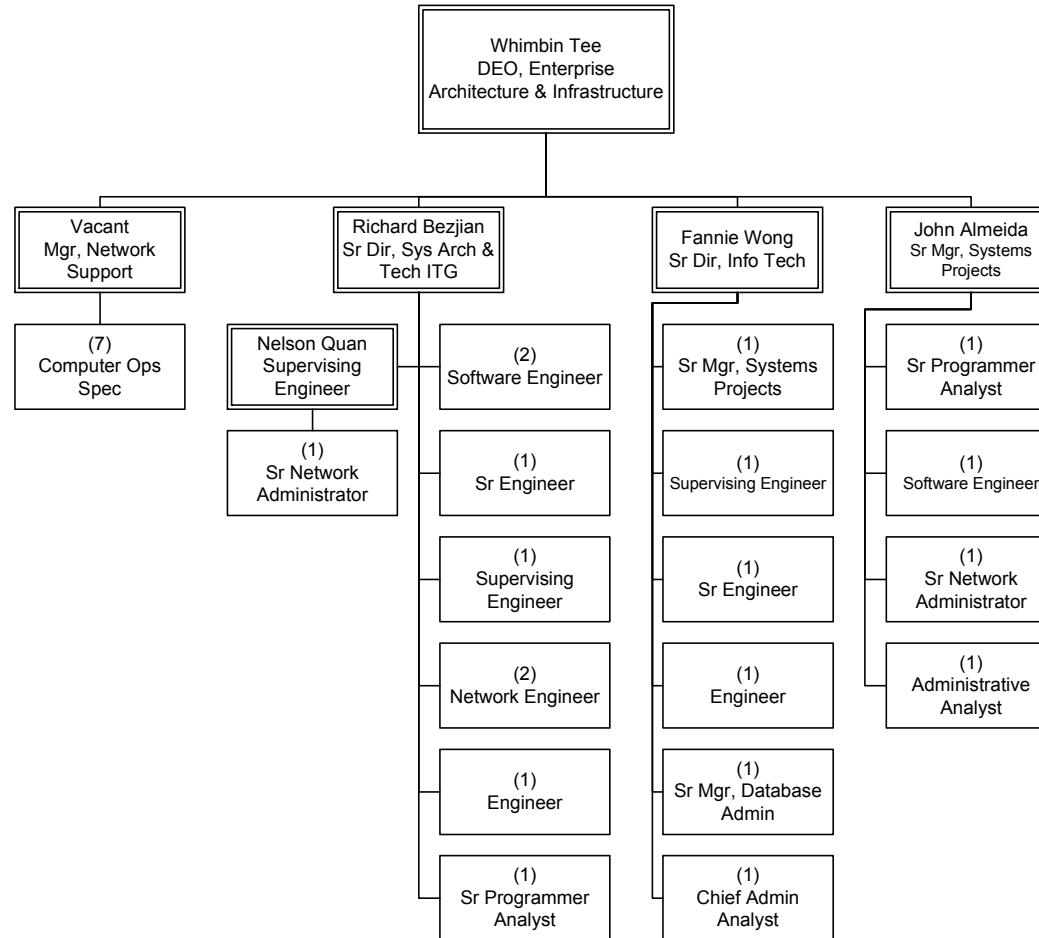 Whimbin Tee
DEO, Enterprise
Architecture & Infrastructure
Vacant
Mgr, Network
Support
Richard Bezjian
Sr Dir, Sys Arch &
Tech ITG
Fannie Wong
Sr Dir, Info Tech
John Almeida
Sr Mgr, Systems
Projects
(7)
Computer Ops
Spec
Nelson Quan
Supervising
Engineer
(1)
Sr Network
Administrator
(2)
Software Engineer
(1)
Sr Engineer
(1)
Supervising
Engineer
(2)
Network Engineer
(1)
Engineer
(1)
Sr Programmer
Analyst
(1)
Sr Mgr, Systems
Projects
(1)
Supervising Engineer
(1)
Sr Engineer
(1)
Engineer
(1)
Sr Mgr, Database
Admin
(1)
Chief Admin
Analyst
(1)
Sr Programmer
Analyst
(1)
Software Engineer
(1)
Sr Network
Administrator
(1)
Administrative
Analyst